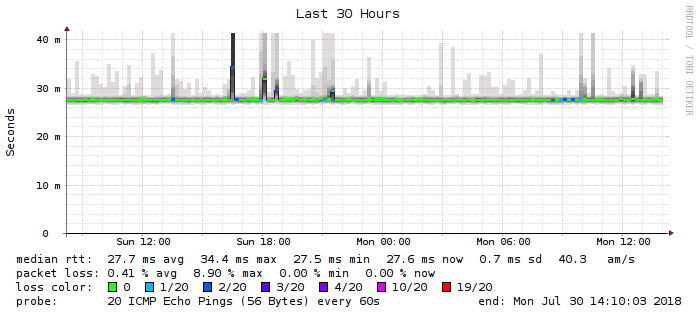 Last 30 Hours
RRDTOOL / TOBI OETIKER
Seconds
40 m
30 m
20 m
10 m
0
Sun 12:00 Sun 18:00 Mon 00:00 Mon 06:00 Mon 12:00
median rtt: 27.7 ms avg 34.4 ms max 27.5 ms min 27.6 ms now 0.7 ms sd 40.3 am/s
packet loss: 0.41 % avg 8.90 % max 0.00 % min 0.00 % now
loss color: 0 1/20 2/20 3/20 4/20 10/20 19/20
probe: 20 ICMP Echo Pings (56 Bytes) every 60s end: Mon Jul 30 14:10:03 2018